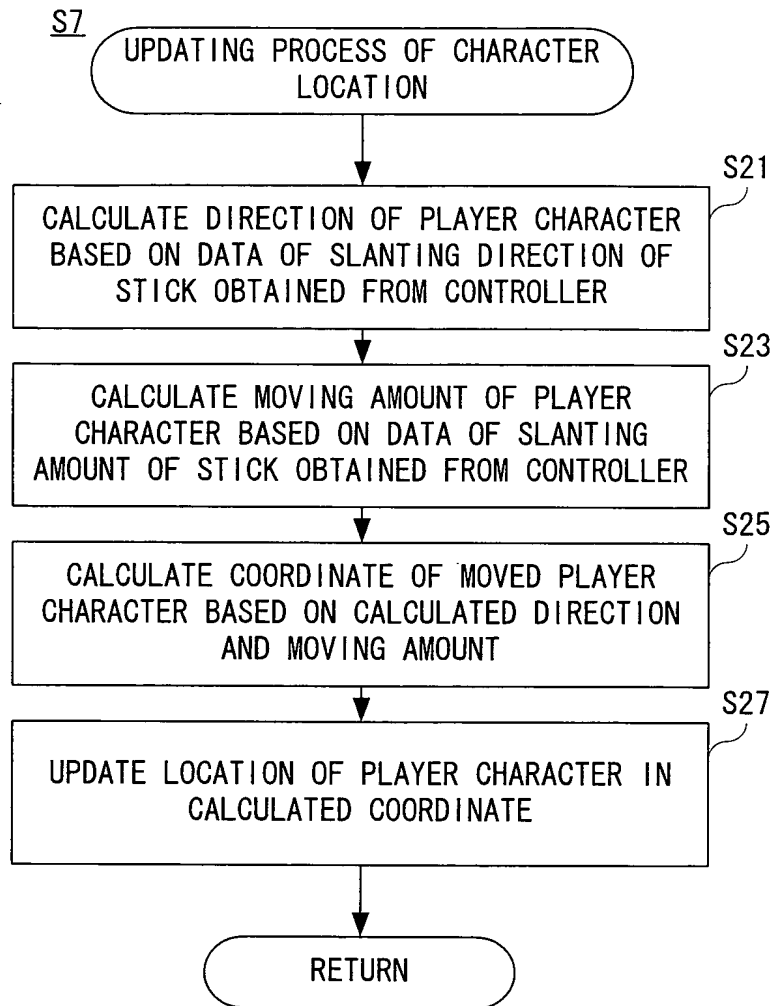 S7
UPDATING PROCESS OF CHARACTER
LOCATION
S21
CALCULATE DIRECTION OF PLAYER CHARACTER
BASED ON DATA OF SLANTING DIRECTION OF
STICK OBTAINED FROM CONTROLLER
S23
CALCULATE MOVING AMOUNT OF PLAYER
CHARACTER BASED ON DATA OF SLANTING
AMOUNT OF STICK OBTAINED FROM CONTROLLER
S25
CALCULATE COORDINATE OF MOVED PLAYER
CHARACTER BASED ON CALCULATED DIRECTION
AND MOVING AMOUNT
S27
UPDATE LOCATION OF PLAYER CHARACTER IN
CALCULATED COORDINATE
RETURN